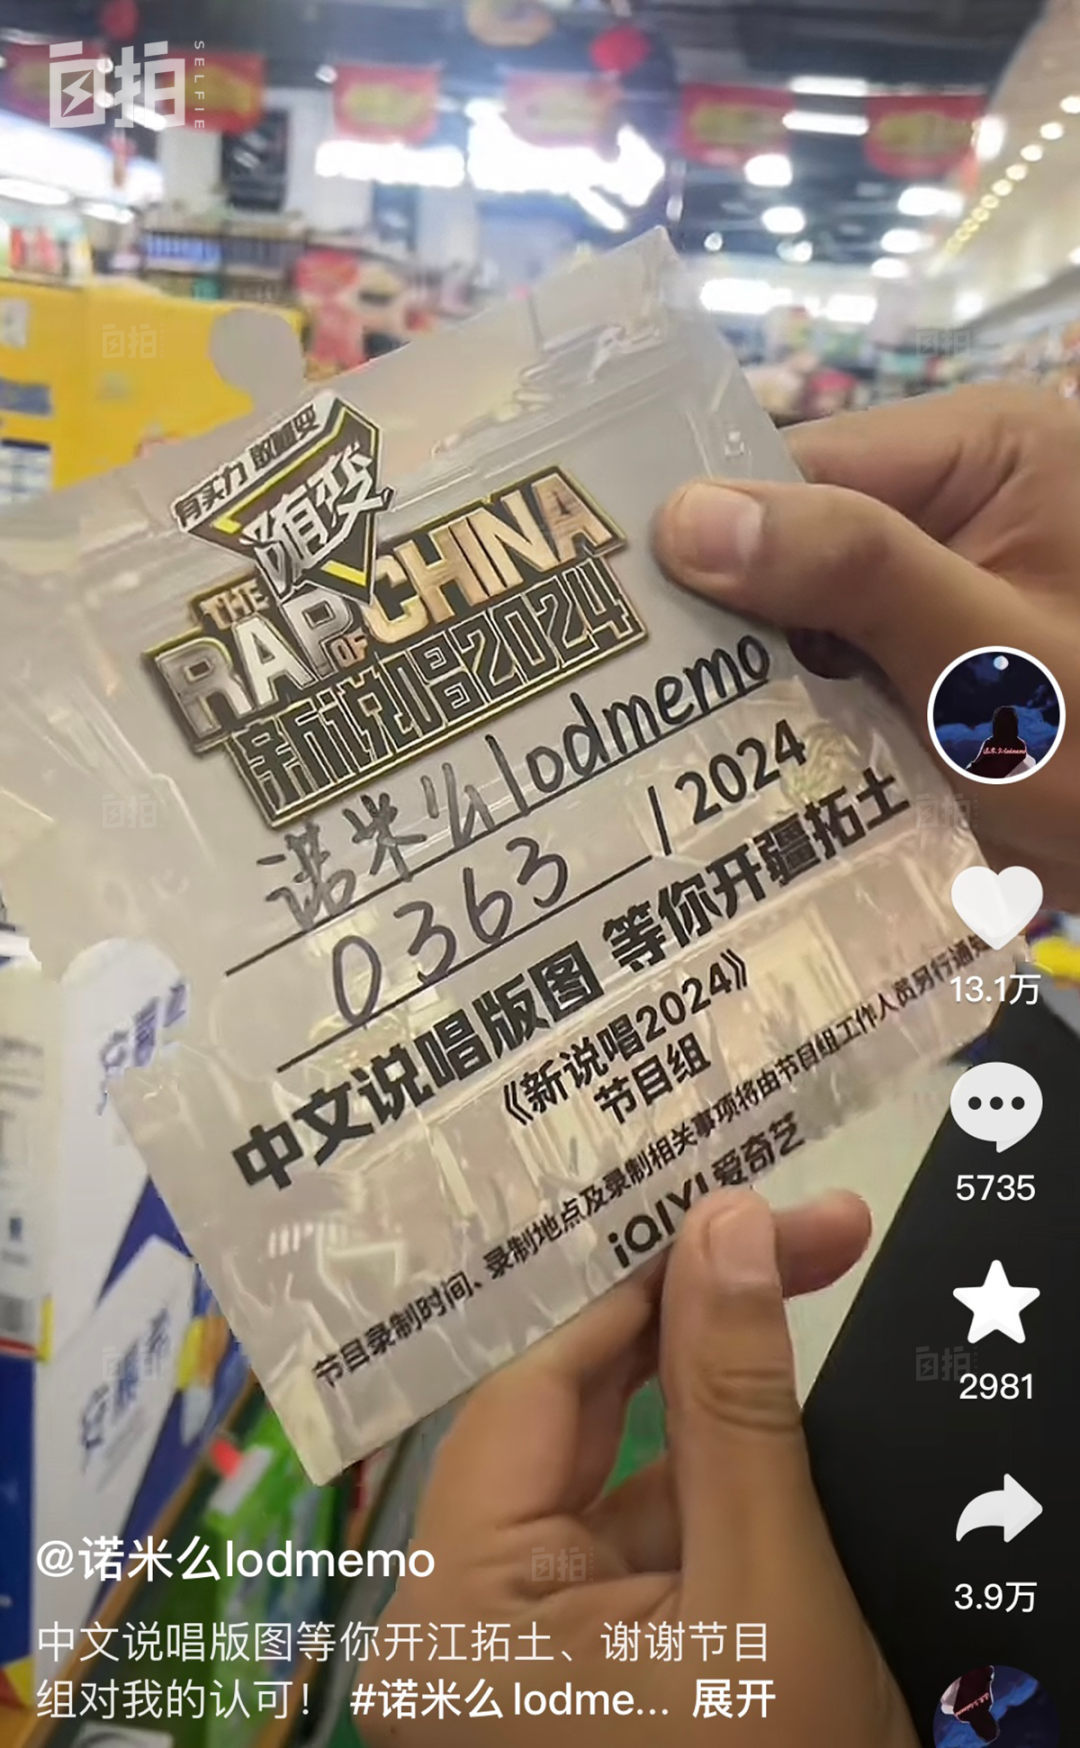 自拍
SELFIE
有实力 敢随变
随变
THE
RAP OF CHINA
新说唱2024
诺米么lodmemo
0363 / 2024
中文说唱版图 等你开疆拓土
《新说唱2024》
节目组
节目录制时间、录制地点及录制相关事项将由节目组工作人员另行通知
iQIYI 爱奇艺
13.1万
5735
2981
3.9万
@诺米么lodmemo
中文说唱版图等你开江拓土、谢谢节目
组对我的认可！ #诺米么lodme... 展开